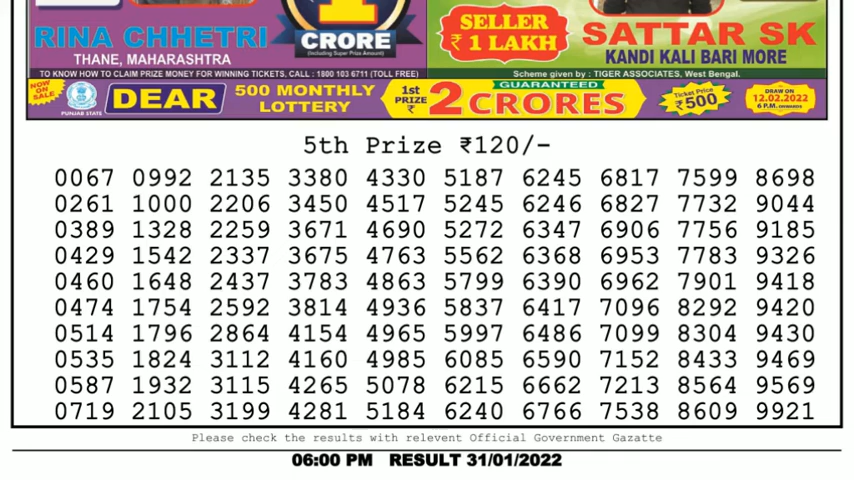 1
CRORE
(Including Super Prize Amount)
RINA CHHETRI
THANE, MAHARASHTRA
SELLER
₹ 1 LAKH
SATTAR SK
KANDI KALI BARI MORE
TO KNOW HOW TO CLAIM PRIZE MONEY FOR WINNING TICKETS, CALL : 1800 103 6711 (TOLL FREE)
Scheme given by : TIGER ASSOCIATES, West Bengal.
NOW ON SALE
PUNJAB STATE
DEAR
500 MONTHLY
LOTTERY
1st
PRIZE
₹
2 CRORES
GUARANTEED
Ticket Price
₹500
DRAW ON
12.02.2022
6 P.M. ONWARDS
5th Prize ₹120/-
0067 0992 2135 3380 4330 5187 6245 6817 7599 8698
0261 1000 2206 3450 4517 5245 6246 6827 7732 9044
0389 1328 2259 3671 4690 5272 6347 6906 7756 9185
0429 1542 2337 3675 4763 5562 6368 6953 7783 9326
0460 1648 2437 3783 4863 5799 6390 6962 7901 9418
0474 1754 2592 3814 4936 5837 6417 7096 8292 9420
0514 1796 2864 4154 4965 5997 6486 7099 8304 9430
0535 1824 3112 4160 4985 6085 6590 7152 8433 9469
0587 1932 3115 4265 5078 6215 6662 7213 8564 9569
0719 2105 3199 4281 5184 6240 6766 7538 8609 9921
Please check the results with relevent Official Government Gazatte
06:00 PM RESULT 31/01/2022